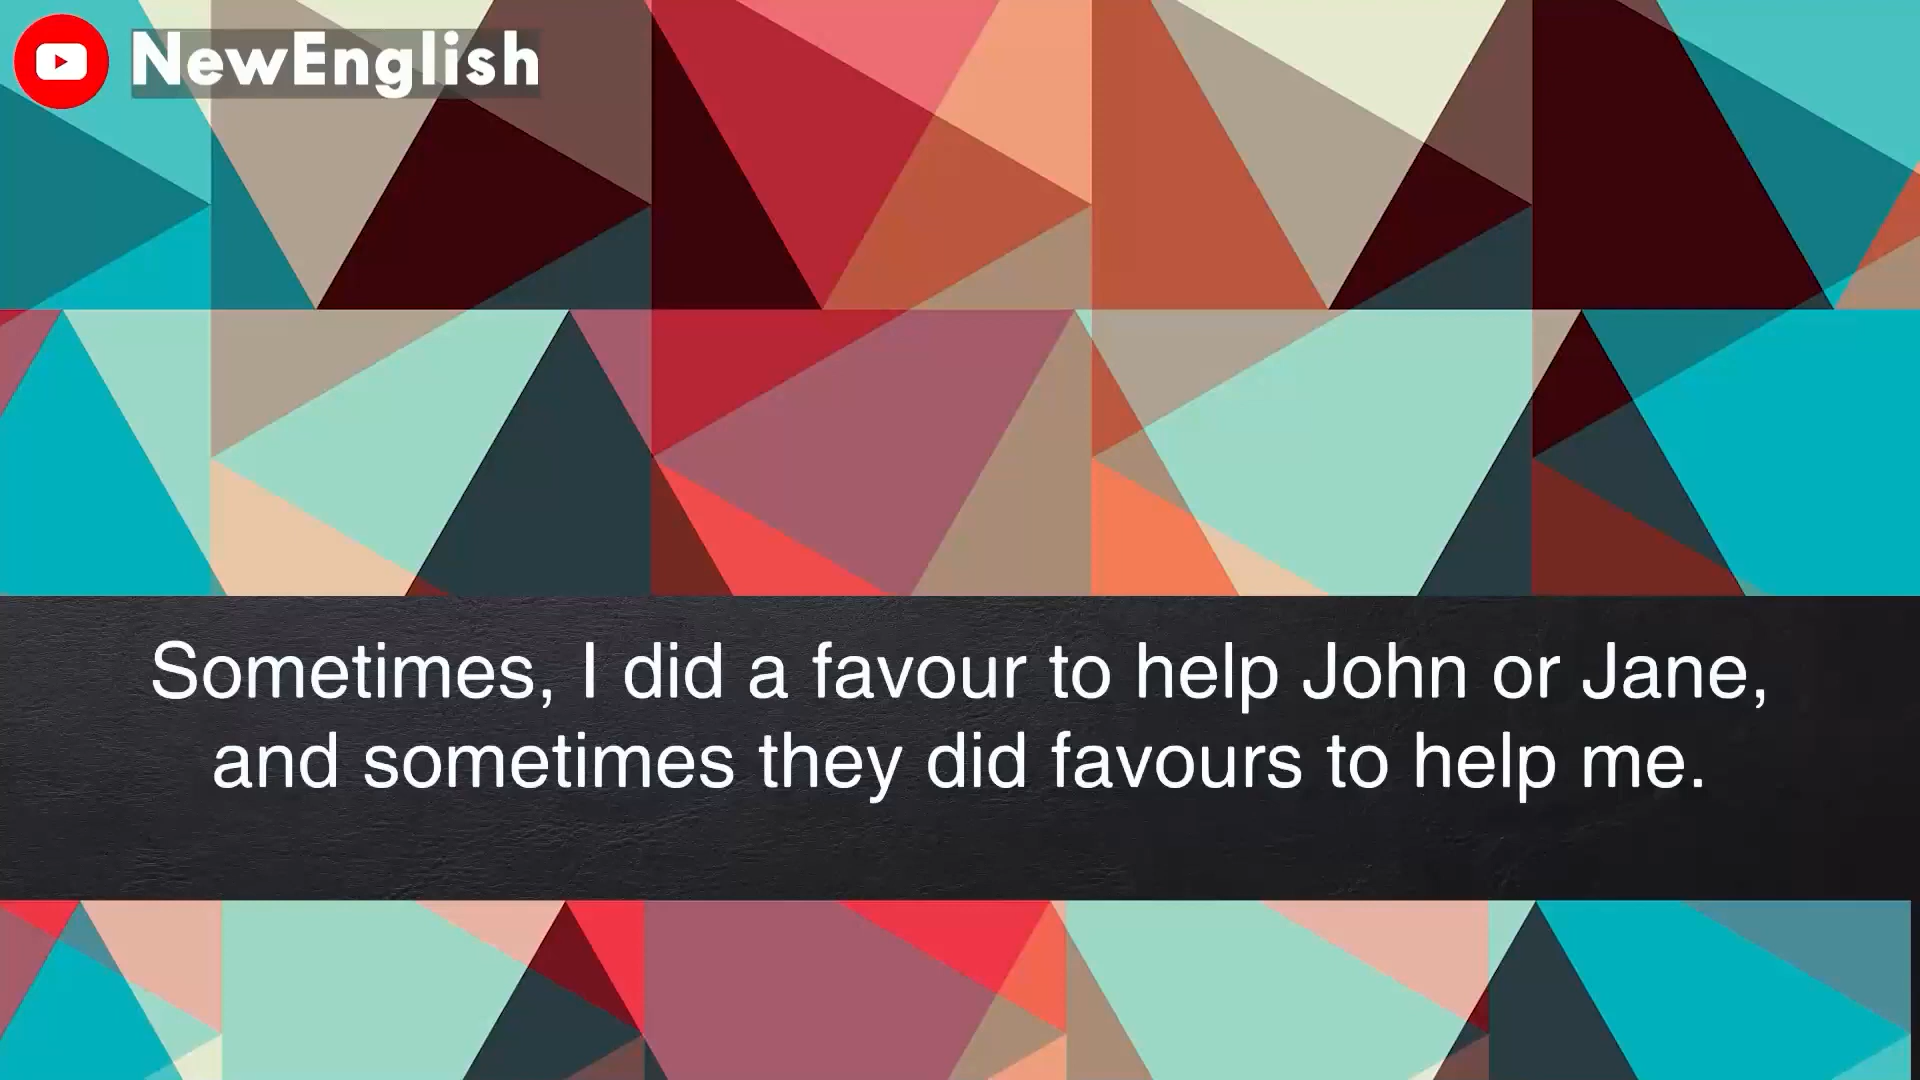 NewEnglish
Sometimes, I did a favour to help John or Jane,
and sometimes they did favours to help me.